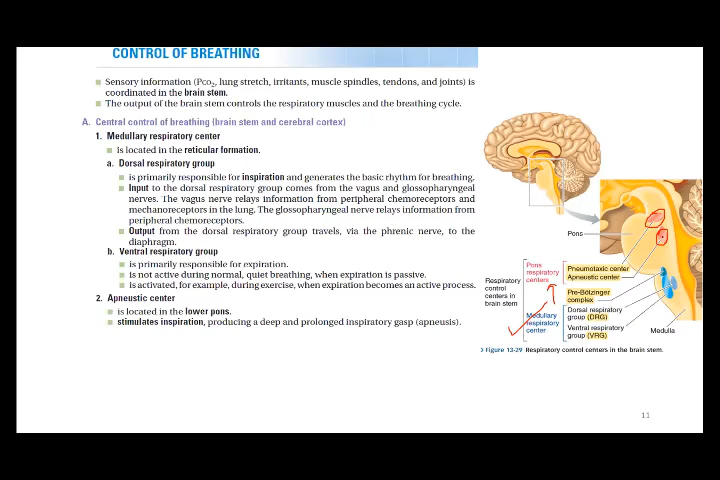 CONTROL OF BREATHING
Sensory information (Pco2, lung stretch, irritants, muscle spindles, tendons, and joints) is
coordinated in the brain stem.
The output of the brain stem controls the respiratory muscles and the breathing cycle.
A. Central control of breathing (brain stem and cerebral cortex)
1. Medullary respiratory center
is located in the reticular formation.
a. Dorsal respiratory group
is primarily responsible for inspiration and generates the basic rhythm for breathing.
Input to the dorsal respiratory group comes from the vagus and glossopharyngeal
nerves. The vagus nerve relays information from peripheral chemoreceptors and
mechanoreceptors in the lung. The glossopharyngeal nerve relays information from
peripheral chemoreceptors.
Output from the dorsal respiratory group travels, via the phrenic nerve, to the
diaphragm.
b. Ventral respiratory group
is primarily responsible for expiration.
is not active during normal, quiet breathing, when expiration is passive.
is activated, for example, during exercise, when expiration becomes an active process.
2. Apneustic center
is located in the lower pons.
stimulates inspiration, producing a deep and prolonged inspiratory gasp (apneusis).
Pons
Respiratory
control
centers in
brain stem
Pons
respiratory
centers
Pneumotaxic center
Apneustic center
Pre-Bötzinger
complex
Medullary
respiratory
center
Dorsal respiratory
group (DRG)
Ventral respiratory
group (VRG)
Medulla
Figure 13-29 Respiratory control centers in the brain stem.
11